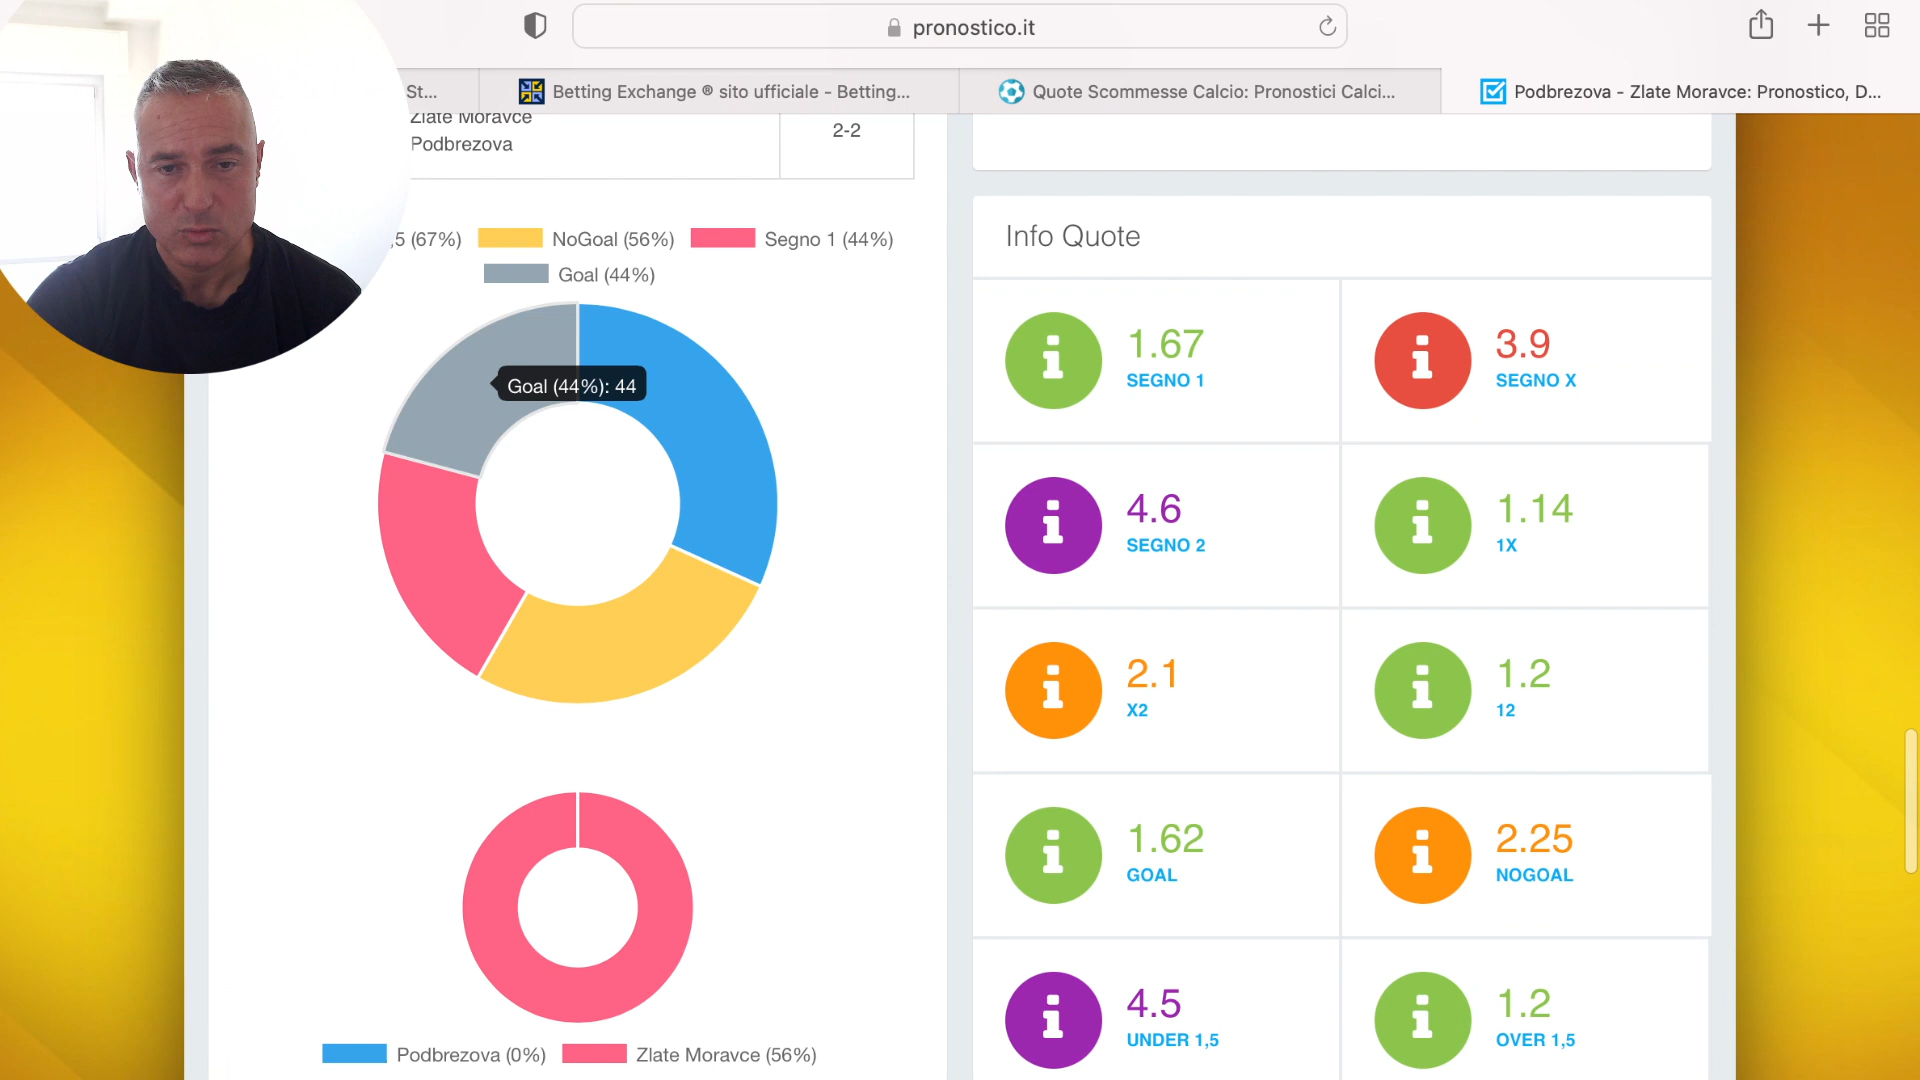 pronostico.it
St...
Betting Exchange ® sito ufficiale - Betting...
Quote Scommesse Calcio: Pronostici Calci...
Podbrezova - Zlate Moravce: Pronostico, D...
Zlate Moravce
Podbrezova
2-2
,5 (67%)
NoGoal (56%)
Segno 1 (44%)
Goal (44%)
Goal (44%): 44
Podbrezova (0%)
Zlate Moravce (56%)
Info Quote
1.67
SEGNO 1
3.9
SEGNO X
4.6
SEGNO 2
1.14
1X
2.1
X2
1.2
12
1.62
GOAL
2.25
NOGOAL
4.5
UNDER 1,5
1.2
OVER 1,5